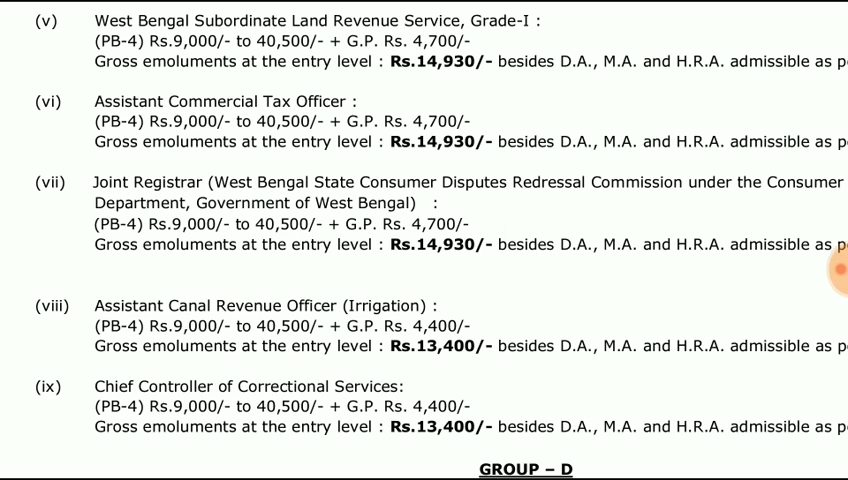 (v) West Bengal Subordinate Land Revenue Service, Grade-I :
(PB-4) Rs.9,000/- to 40,500/- + G.P. Rs. 4,700/-
Gross emoluments at the entry level : Rs.14,930/- besides D.A., M.A. and H.R.A. admissible as
(vi) Assistant Commercial Tax Officer :
(PB-4) Rs.9,000/- to 40,500/- + G.P. Rs. 4,700/-
Gross emoluments at the entry level : Rs.14,930/- besides D.A., M.A. and H.R.A. admissible as
(vii) Joint Registrar (West Bengal State Consumer Disputes Redressal Commission under the Consumer
Department, Government of West Bengal) :
(PB-4) Rs.9,000/- to 40,500/- + G.P. Rs. 4,700/-
Gross emoluments at the entry level : Rs.14,930/- besides D.A., M.A. and H.R.A. admissible as
(viii) Assistant Canal Revenue Officer (Irrigation) :
(PB-4) Rs.9,000/- to 40,500/- + G.P. Rs. 4,400/-
Gross emoluments at the entry level : Rs.13,400/- besides D.A., M.A. and H.R.A. admissible as
(ix) Chief Controller of Correctional Services:
(PB-4) Rs.9,000/- to 40,500/- + G.P. Rs. 4,400/-
Gross emoluments at the entry level : Rs.13,400/- besides D.A., M.A. and H.R.A. admissible as
GROUP – D